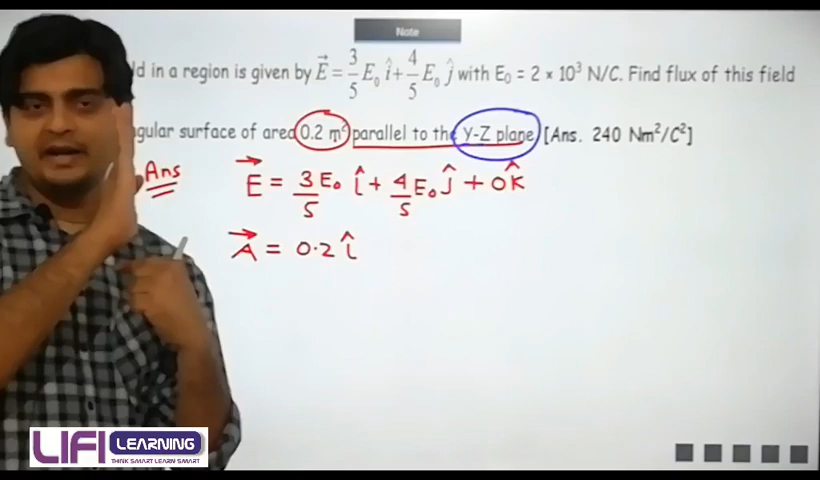 Note
ld in a region is given by E⃗ = 3/5 E₀ î + 4/5 E₀ ĵ with E₀ = 2 × 10³ N/C. Find flux of this field
ngular surface of area 0.2 m² parallel to the Y-Z plane [Ans. 240 Nm²/C²]
Ans
E⃗ = 3/5 E₀ î + 4/5 E₀ ĵ + 0k̂
A⃗ = 0.2 î
LIFI LEARNING
THINK SMART LEARN SMART